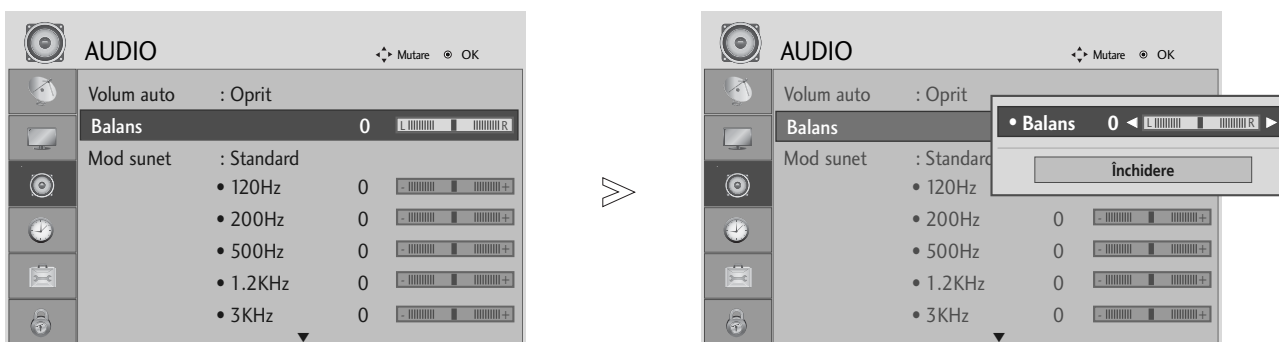 AUDIO Mutare OK
Volum auto : Oprit
Balans 0 L R
Mod sunet : Standard
• 120Hz 0 - +
• 200Hz 0 - +
• 500Hz 0 - +
• 1.2KHz 0 - +
• 3KHz 0 - +
AUDIO Mutare OK
Volum auto : Oprit
Balans
• Balans 0 L R
Mod sunet : Standard
Închidere
• 120Hz
• 200Hz 0 - +
• 500Hz 0 - +
• 1.2KHz 0 - +
• 3KHz 0 - +